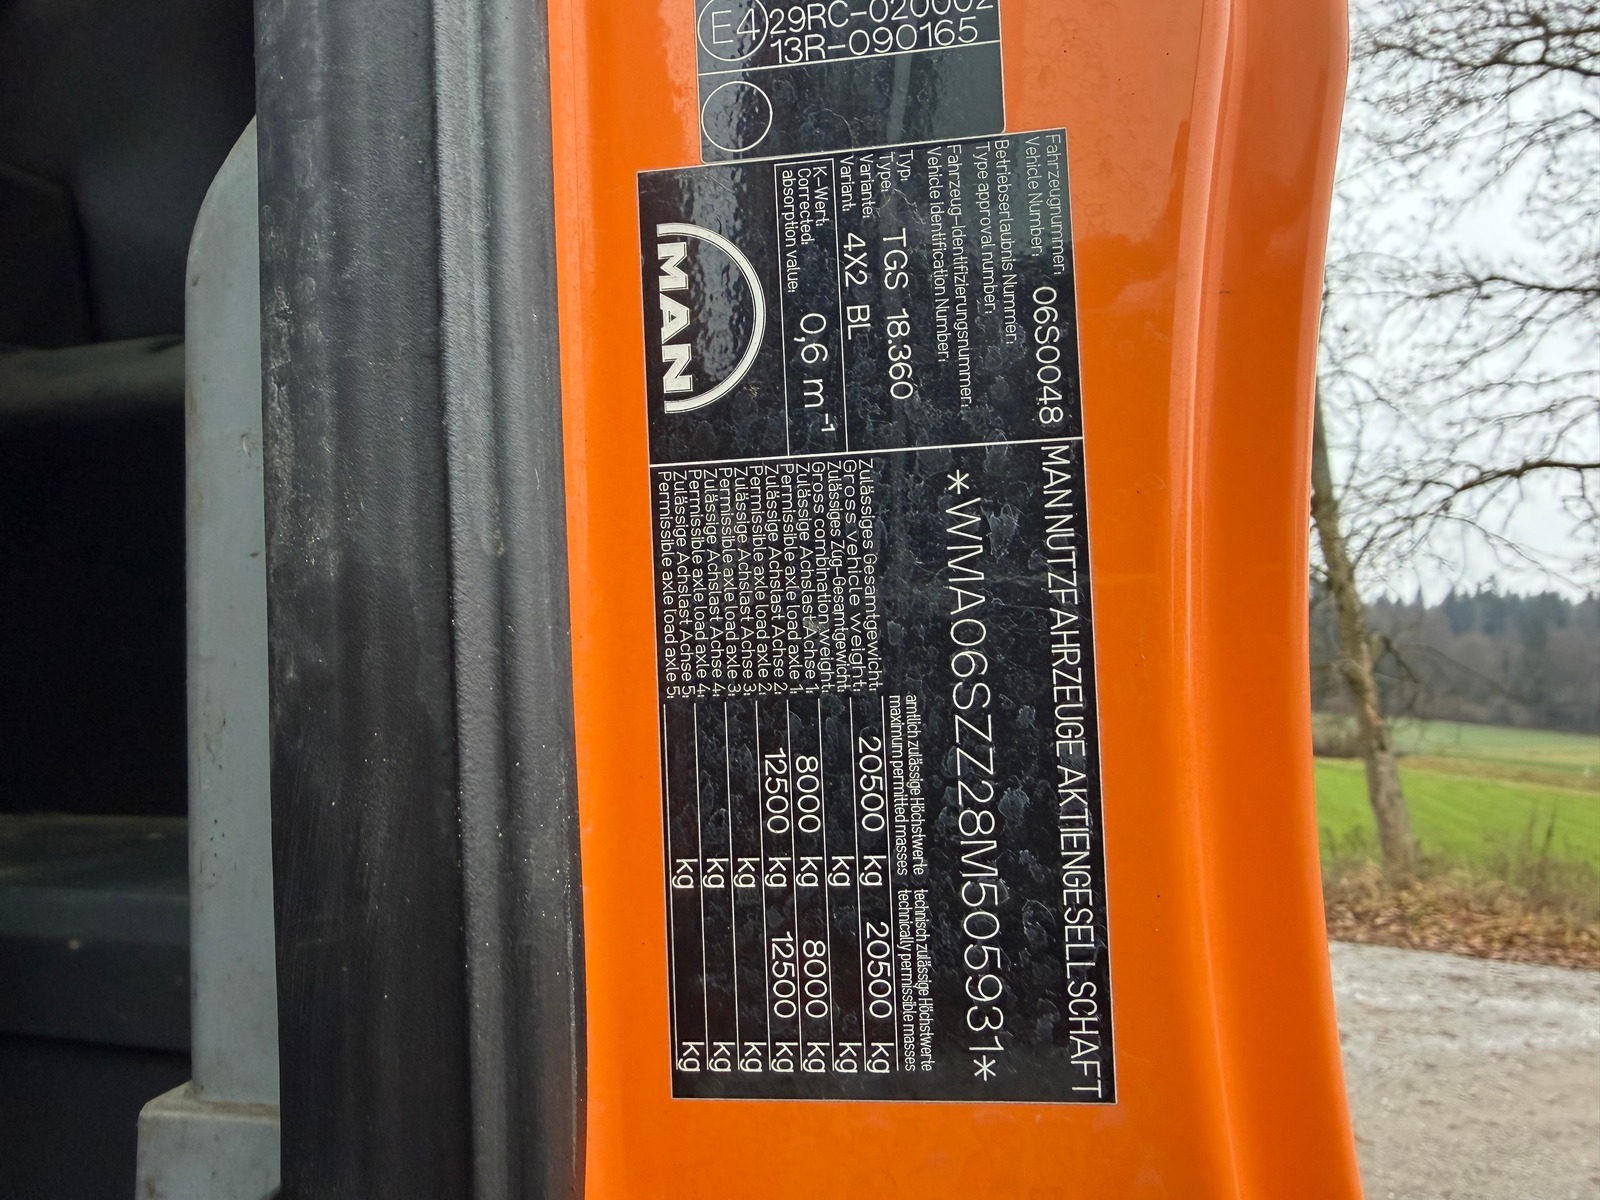 E4 29RC-020002
13R-090165
Fahrzeugnummer:
Vehicle Number: 06S0048
Betriebserlaubnis Nummer:
Type approval number:
Fahrzeug-Identifizierungsnummer:
Vehicle Identification Number:
Typ:
Type: TGS 18.360
Variante:
Variant: 4X2 BL
K-Wert:
Corrected
absorption value: 0,6 m⁻¹
MAN
MAN NUTZFAHRZEUGE AKTIENGESELLSCHAFT
*WMMA06SZZ28M505931*
amtlich zulässige Höchstwerte technisch zulässige Höchstwerte
maximum permitted masses technically permissible masses
Zulässiges Gesamtgewicht:
Gross vehicle weight: 20500 kg 20500 kg
Zulässiges Zug-Gesamtgewicht:
Gross combination weight: kg kg
Zulässige Achslast Achse 1:
Permissible axle load axle 1: 8000 kg 8000 kg
Zulässige Achslast Achse 2:
Permissible axle load axle 2: 12500 kg 12500 kg
Zulässige Achslast Achse 3:
Permissible axle load axle 3: kg kg
Zulässige Achslast Achse 4:
Permissible axle load axle 4: kg kg
Zulässige Achslast Achse 5:
Permissible axle load axle 5: kg kg